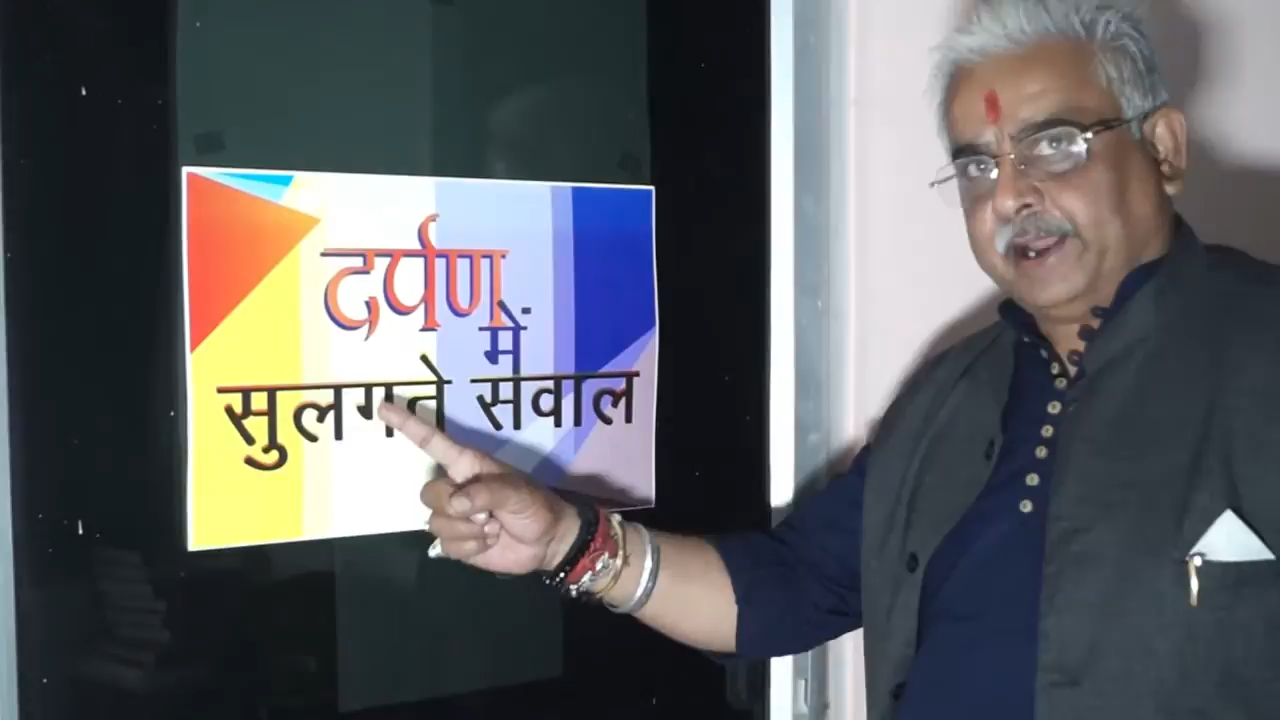 दर्पण
में
सुलगते सवाल